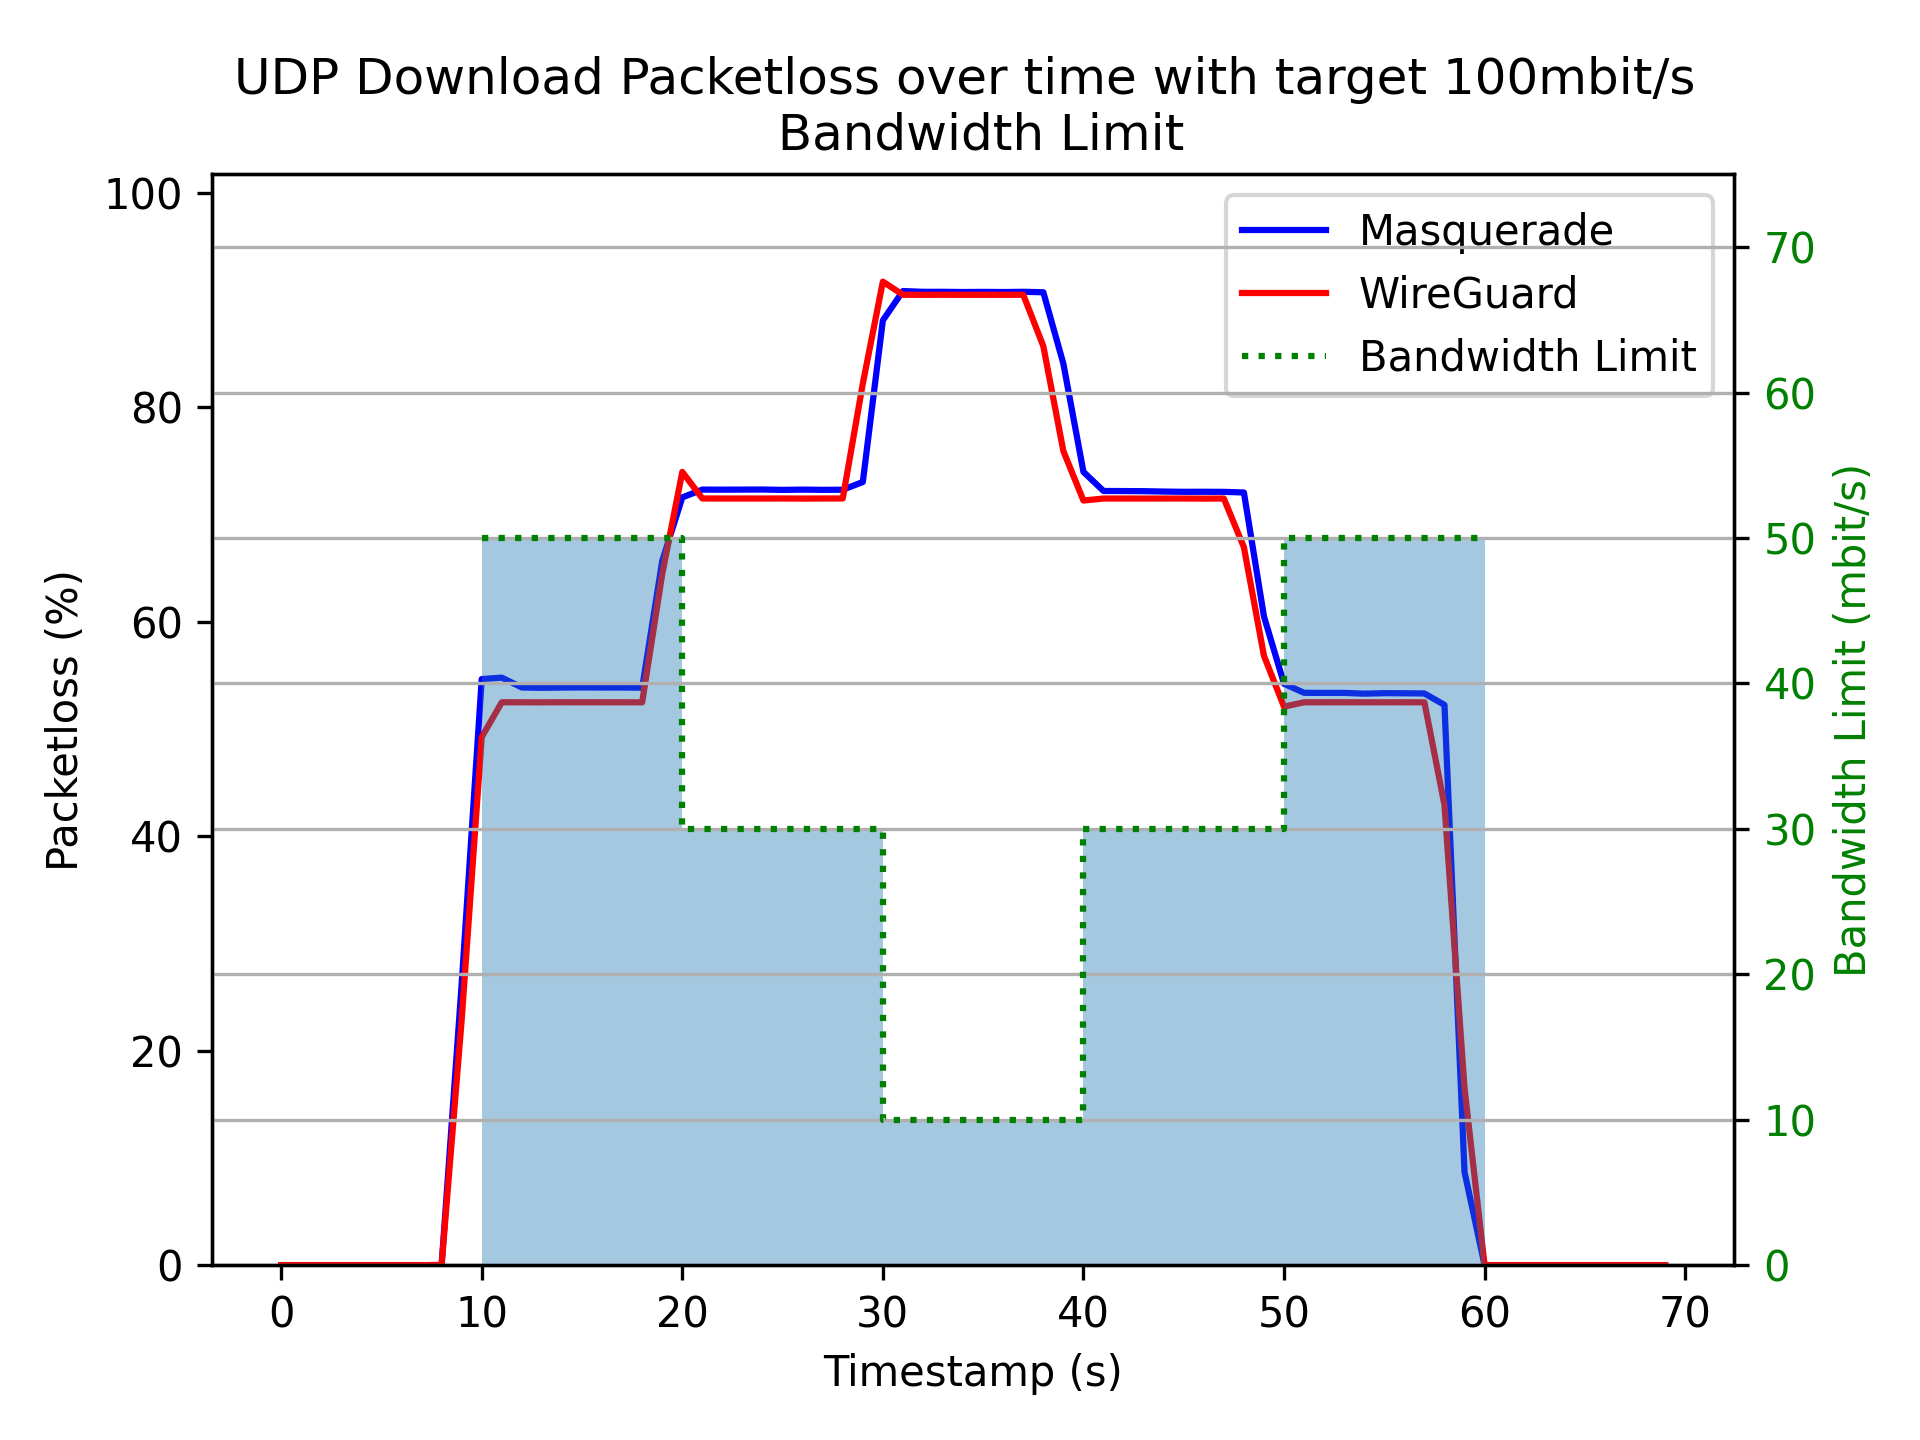 UDP Download Packetloss over time with target 100mbit/s
Bandwidth Limit
Masquerade
WireGuard
Bandwidth Limit
Packetloss (%)
100
80
60
40
20
0
70
60
50
40
30
20
10
0
Bandwidth Limit (mbit/s)
0 10 20 30 40 50 60 70
Timestamp (s)